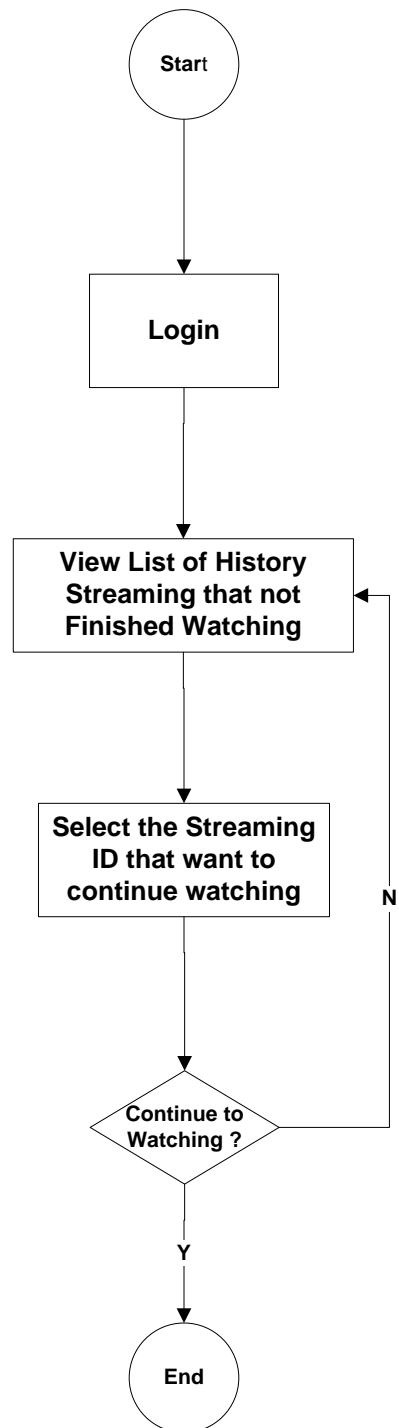 Start
Login
View List of History
Streaming that not
Finished Watching
Select the Streaming
ID that want to
continue watching
N
Continue to
Watching ?
Y
End